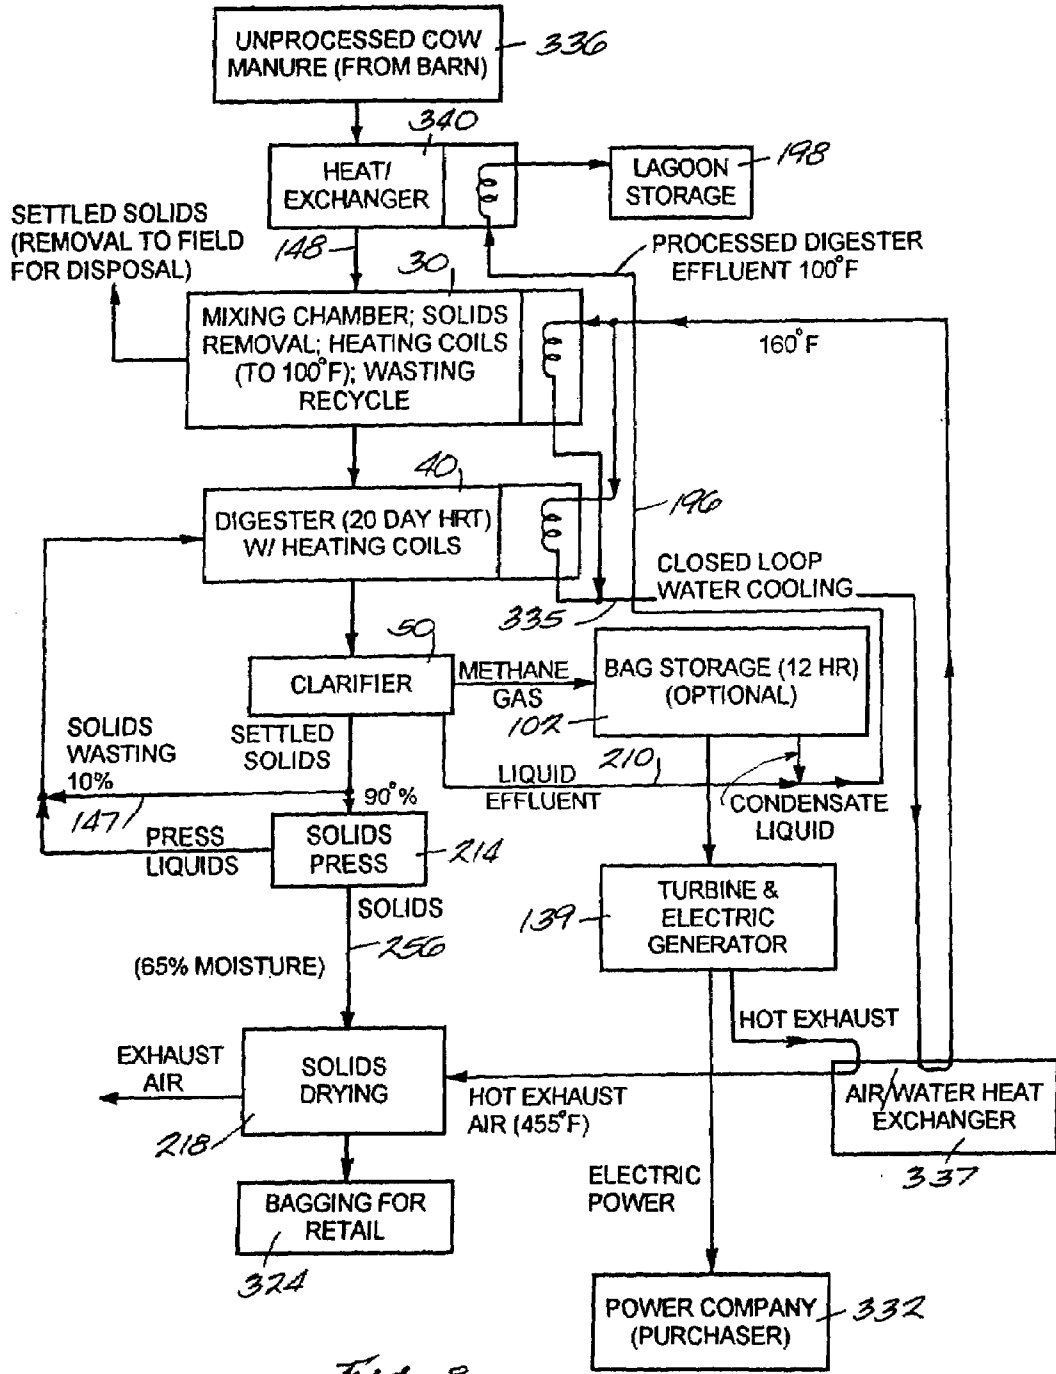 UNPROCESSED COW
MANURE (FROM BARN)
336
340
HEAT/
EXCHANGER
LAGOON
STORAGE
198
SETTLED SOLIDS
(REMOVAL TO FIELD
FOR DISPOSAL)
148
30
PROCESSED DIGESTER
EFFLUENT 100°F
MIXING CHAMBER; SOLIDS
REMOVAL; HEATING COILS
(TO 100°F); WASTING
RECYCLE
160°F
40
DIGESTER (20 DAY HRT)
W/ HEATING COILS
196
CLOSED LOOP
WATER COOLING
335
50
CLARIFIER
METHANE
GAS
BAG STORAGE (12 HR)
(OPTIONAL)
102
SOLIDS
WASTING
10%
SETTLED
SOLIDS
210
LIQUID
EFFLUENT
90°%
CONDENSATE
LIQUID
147
PRESS
LIQUIDS
SOLIDS
PRESS
214
TURBINE &
ELECTRIC
GENERATOR
139
SOLIDS
256
(65% MOISTURE)
HOT EXHAUST
EXHAUST
AIR
SOLIDS
DRYING
218
HOT EXHAUST
AIR (455°F)
AIR/WATER HEAT
EXCHANGER
337
ELECTRIC
POWER
BAGGING FOR
RETAIL
324
POWER COMPANY
(PURCHASER)
332